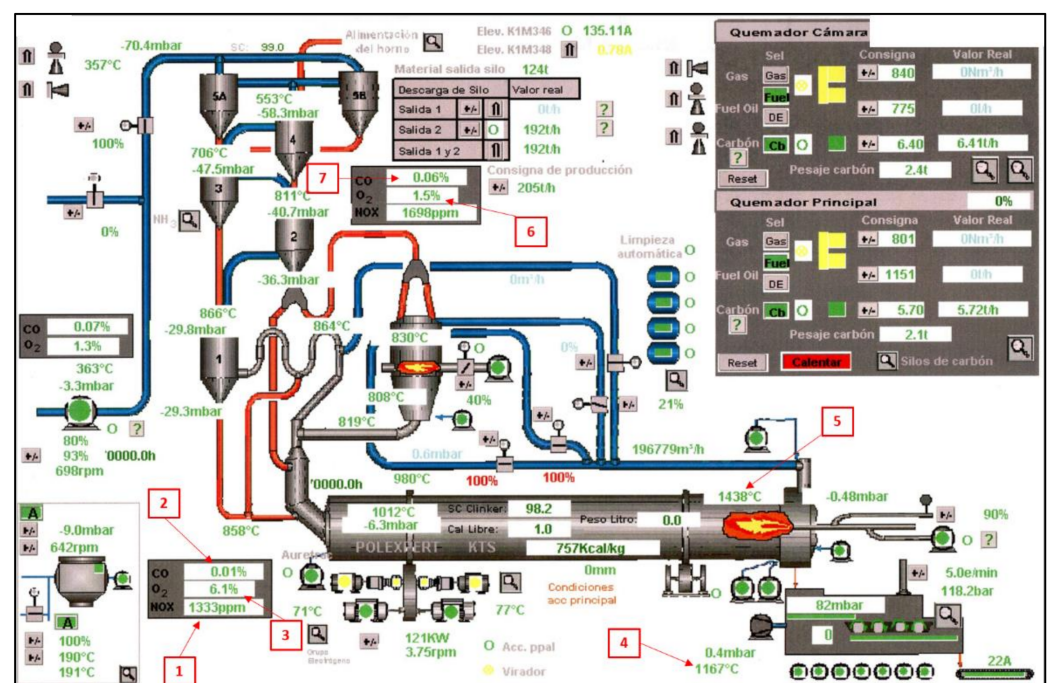 -70.4mbar
SC:
99.0
Alimentación
del horno
Elev. K1M346
135.11A
Elev. K1M348
0.78A
357°C
Material salida silo
124t
5A
5B
553°C
-58.3mbar
Descarga de Silo
Valor real
Salida 1
+/-
0t/h
?
Salida 2
+/-
192t/h
?
Salida 1 y 2
192t/h
+/-
100%
4
706°C
-47.5mbar
7
CO
0.06%
O2
1.5%
NOX
1698ppm
Consigna de producción
+/-
205t/h
6
3
811°C
-40.7mbar
NH3
+/-
0%
2
-36.3mbar
Limpieza
automática
0m³/h
Quemador Cámara
Sel
Consigna
Valor Real
Gas
Gas
+/-
840
0Nm³/h
Fuel
Fuel Oil
DE
+/-
775
0t/h
Carbón
?
Cb
+/-
6.40
6.41t/h
Reset
Pesaje carbón
2.4t
Quemador Principal
0%
Sel
Consigna
Valor Real
Gas
Gas
+/-
801
0Nm³/h
Fuel
Fuel Oil
DE
+/-
1151
0t/h
Carbón
?
Cb
+/-
5.70
5.72t/h
Pesaje carbón
2.1t
Reset
Calentar
Silos de carbón
CO
0.07%
O2
1.3%
363°C
-3.3mbar
866°C
-29.8mbar
864°C
830°C
0%
1
-29.3mbar
808°C
40%
+/-
+/-
21%
819°C
80%
93%
698rpm
+/-
?
'0000.0h
+/-
0.6mbar
980°C
100%
100%
196779m³/h
5
'0000.0h
858°C
1012°C
-6.3mbar
SC Clinker:
98.2
Cal Libre:
1.0
Peso Litro:
0.0
1438°C
-0.48mbar
+/-
90%
?
POLEXPERT
KTS
757Kcal/kg
2
A
+/-
+/-
-9.0mbar
642rpm
CO
0.01%
O2
6.1%
NOX
1333ppm
0mm
Condiciones
acc principal
71°C
77°C
+/-
5.0e/min
118.2bar
82mbar
0
3
+/-
121KW
3.75rpm
Acc. ppal
Virador
4
0.4mbar
1167°C
22A
A
+/-
100%
+/-
190°C
191°C
1